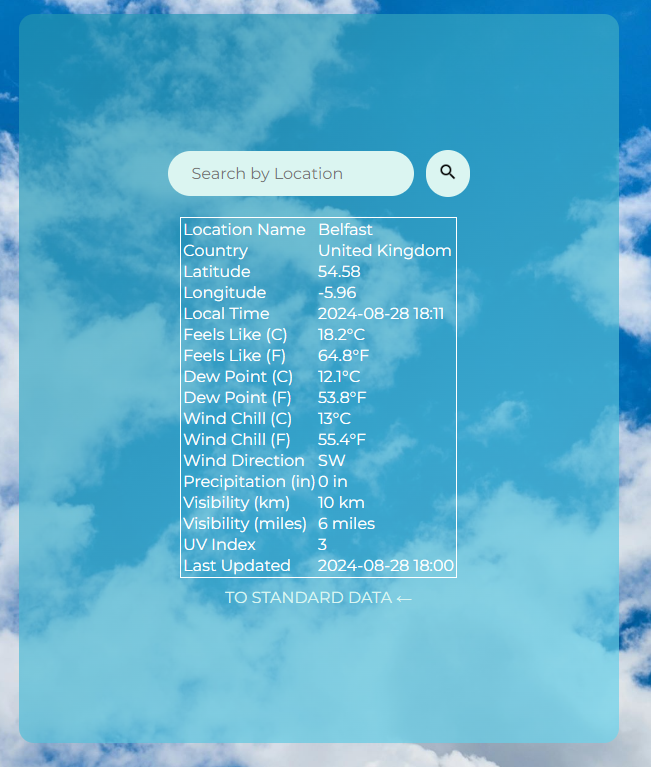 Search by Location
Location Name Belfast
Country United Kingdom
Latitude 54.58
Longitude -5.96
Local Time 2024-08-28 18:11
Feels Like (C) 18.2°C
Feels Like (F) 64.8°F
Dew Point (C) 12.1°C
Dew Point (F) 53.8°F
Wind Chill (C) 13°C
Wind Chill (F) 55.4°F
Wind Direction SW
Precipitation (in) 0 in
Visibility (km) 10 km
Visibility (miles) 6 miles
UV Index 3
Last Updated 2024-08-28 18:00
TO STANDARD DATA ←